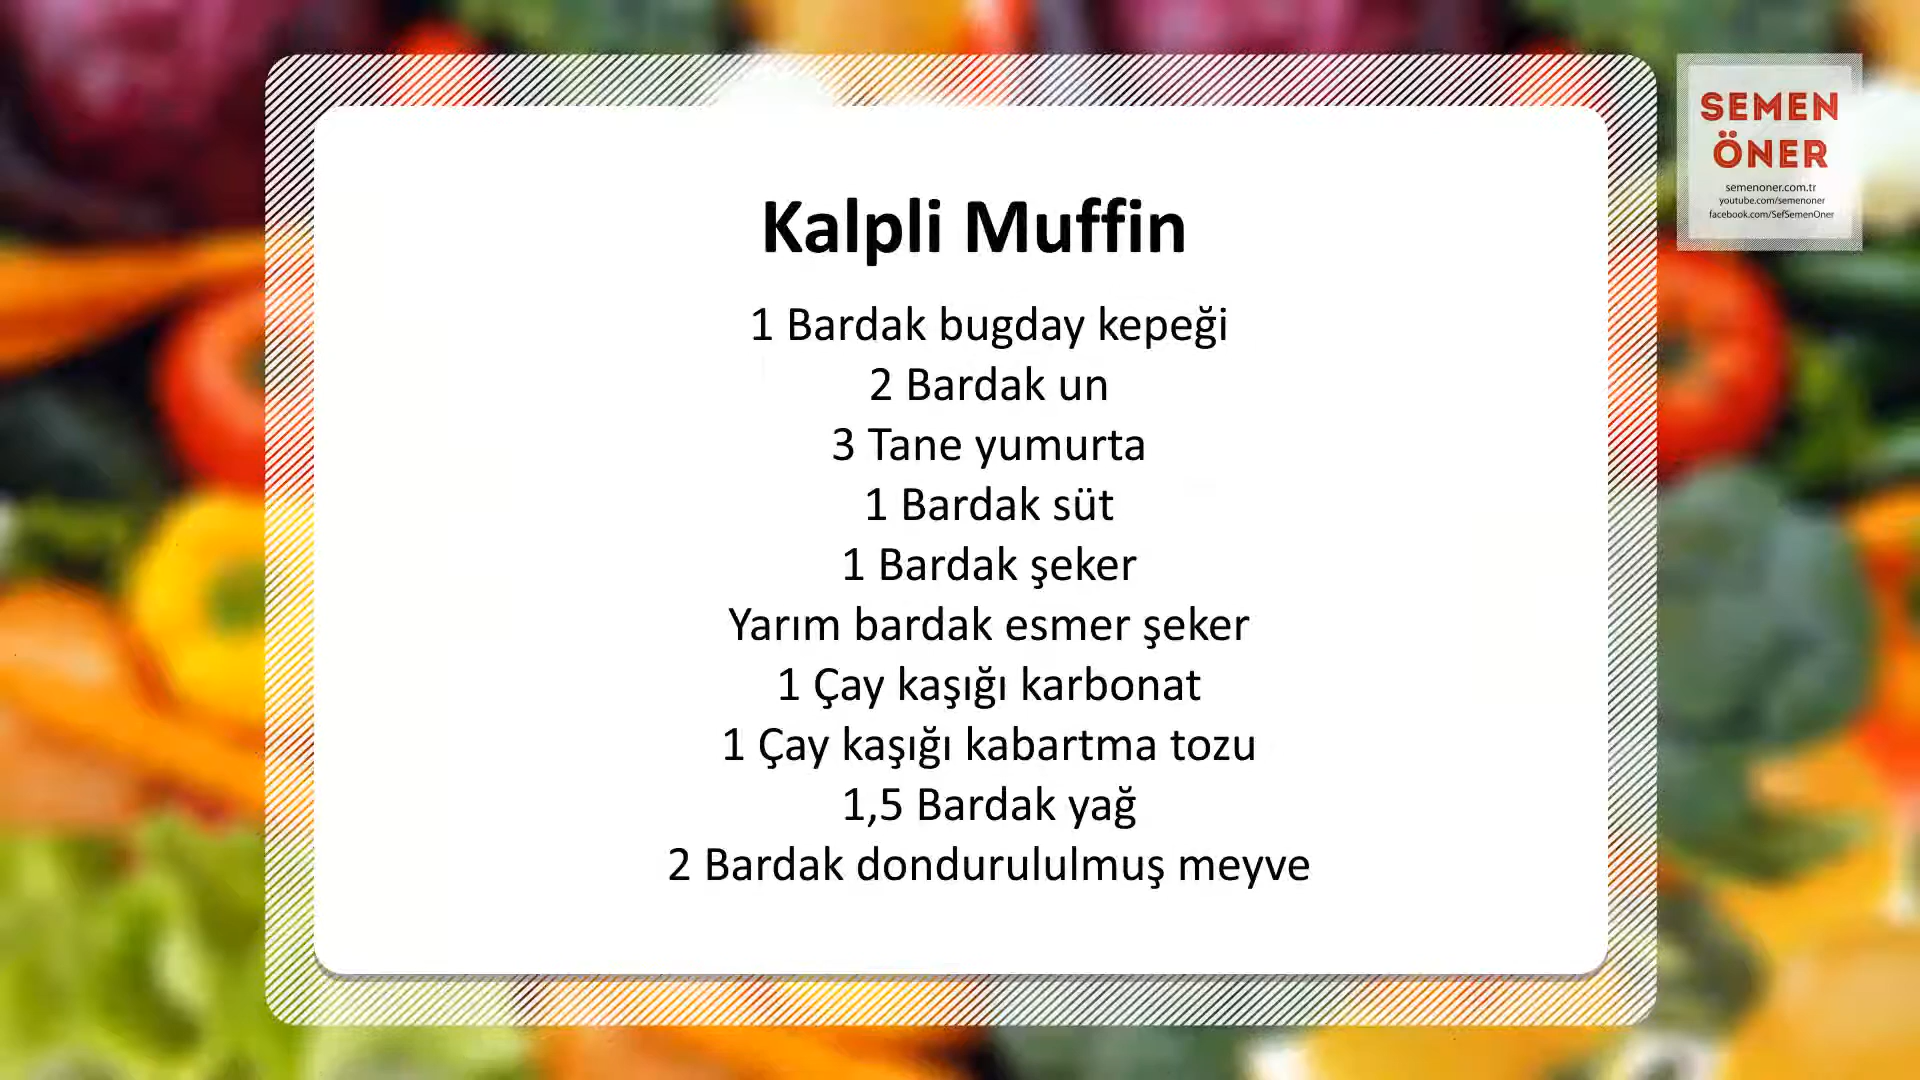 Kalpli Muffin
1 Bardak bugday kepeği
2 Bardak un
3 Tane yumurta
1 Bardak süt
1 Bardak şeker
Yarım bardak esmer şeker
1 Çay kaşığı karbonat
1 Çay kaşığı kabartma tozu
1,5 Bardak yağ
2 Bardak dondurululmuş meyve
SEMEN
ÖNER
semenoner.com.tr
youtube.com/semenoner
facebook.com/SefSemenOner